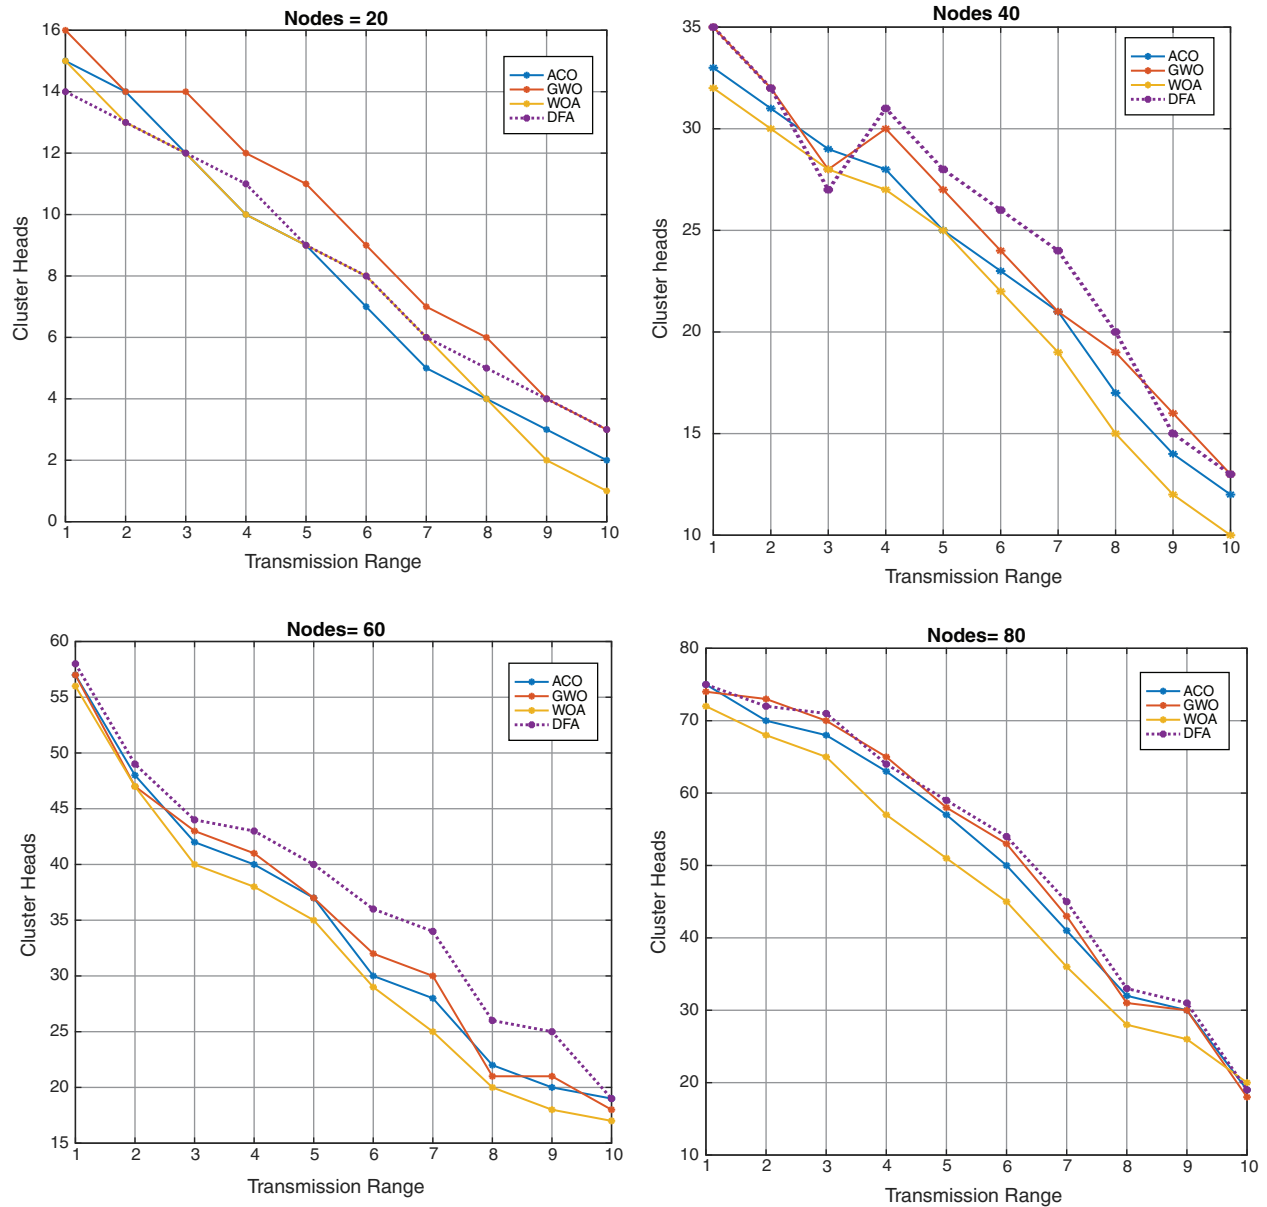 Nodes = 20
16
14
12
10
8
6
4
2
0
Cluster Heads
ACO
GWO
WOA
DFA
1 2 3 4 5 6 7 8 9 10
Transmission Range
Nodes 40
35
30
25
20
15
10
Cluster heads
ACO
GWO
WOA
DFA
1 2 3 4 5 6 7 8 9 10
Transmission Range
Nodes= 60
60
55
50
45
40
35
30
25
20
15
Cluster Heads
ACO
GWO
WOA
DFA
1 2 3 4 5 6 7 8 9 10
Transmission Range
Nodes= 80
80
70
60
50
40
30
20
10
Cluster Heads
ACO
GWO
WOA
DFA
1 2 3 4 5 6 7 8 9 10
Transmission Range